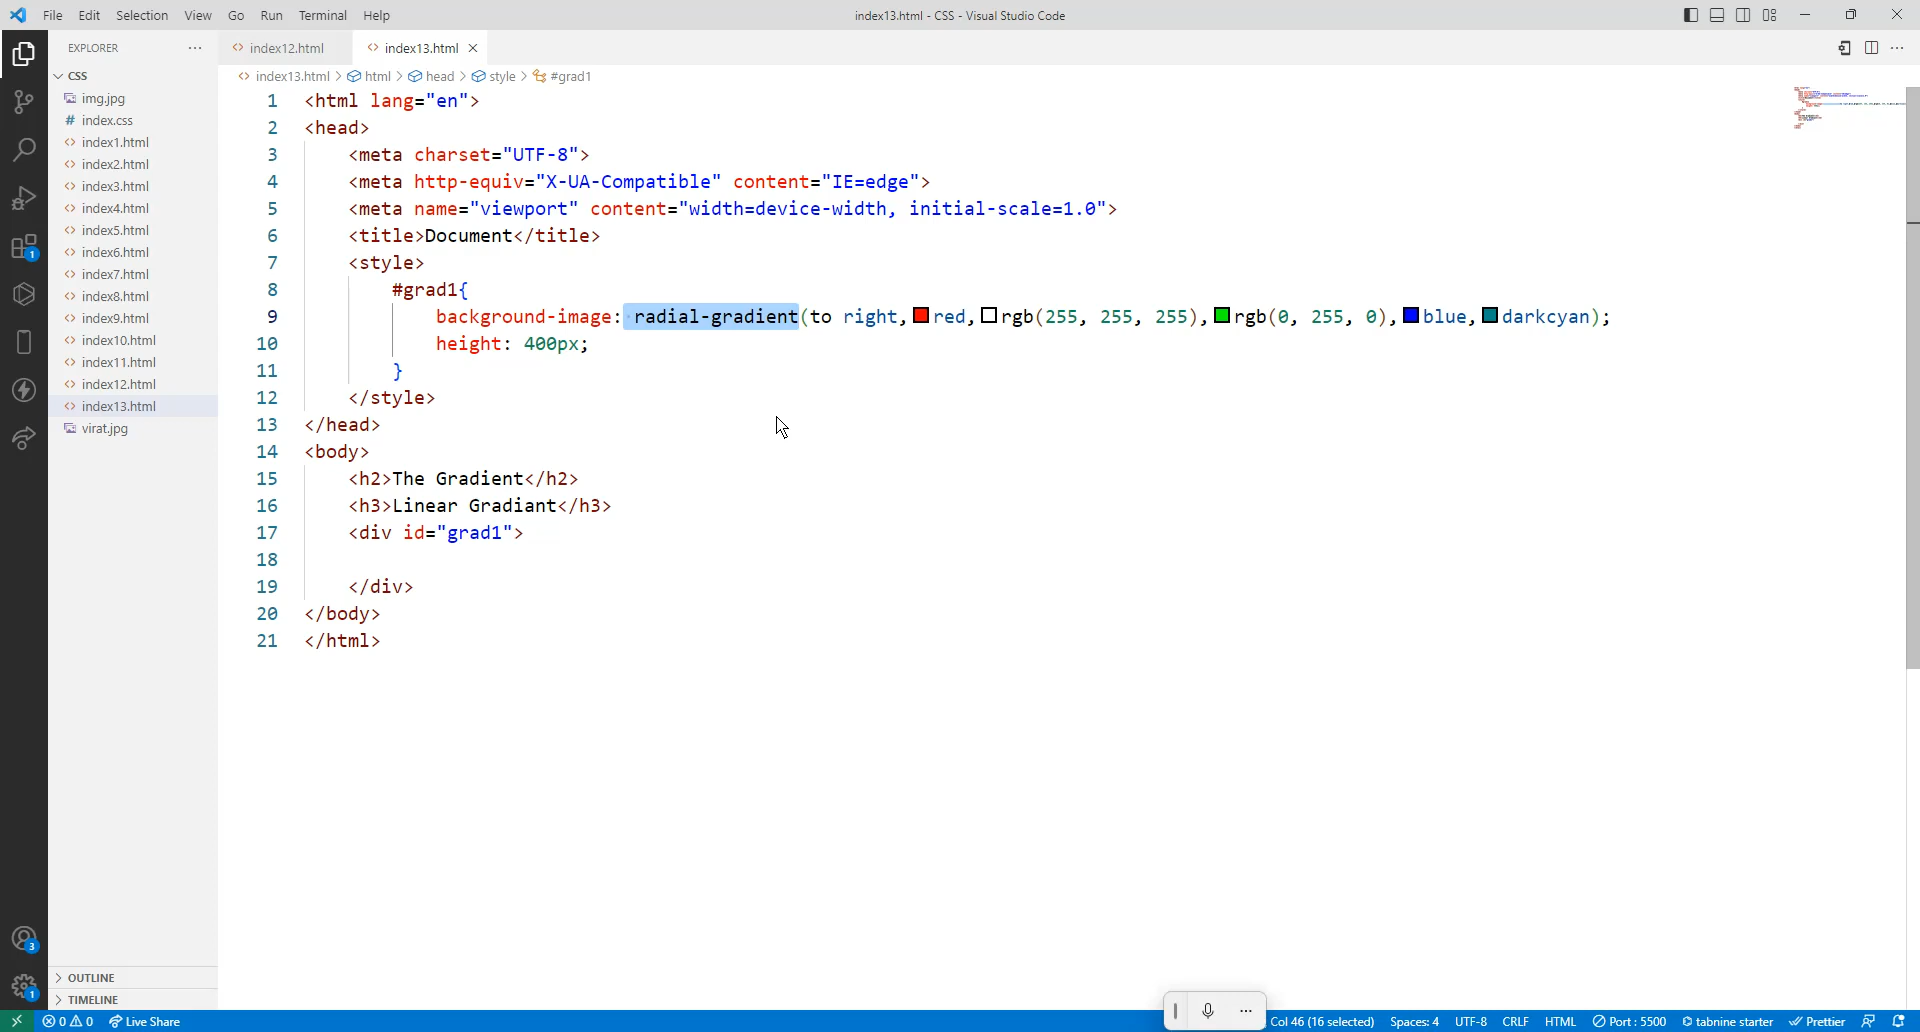 File Edit Selection View Go Run Terminal Help
index13.html - CSS - Visual Studio Code
EXPLORER
index12.html
index13.html
CSS
index13.html > html > head > style > #grad1
img.jpg
index.css
index1.html
index2.html
index3.html
index4.html
index5.html
index6.html
index7.html
index8.html
index9.html
index10.html
index11.html
index12.html
index13.html
virat.jpg
1 <html lang="en">
2 <head>
3 <meta charset="UTF-8">
4 <meta http-equiv="X-UA-Compatible" content="IE=edge">
5 <meta name="viewport" content="width=device-width, initial-scale=1.0">
6 <title>Document</title>
7 <style>
8 #grad1{
9 background-image: radial-gradient(to right,red,rgb(255, 255, 255),rgb(0, 255, 0),blue,darkcyan);
10 height: 400px;
11 }
12 </style>
13 </head>
14 <body>
15 <h2>The Gradient</h2>
16 <h3>Linear Gradiant</h3>
17 <div id="grad1">
18
19 </div>
20 </body>
21 </html>
1
3
1
OUTLINE
TIMELINE
0 0 Live Share
Col 46 (16 selected) Spaces: 4 UTF-8 CRLF HTML Port : 5500 tabnine starter Prettier